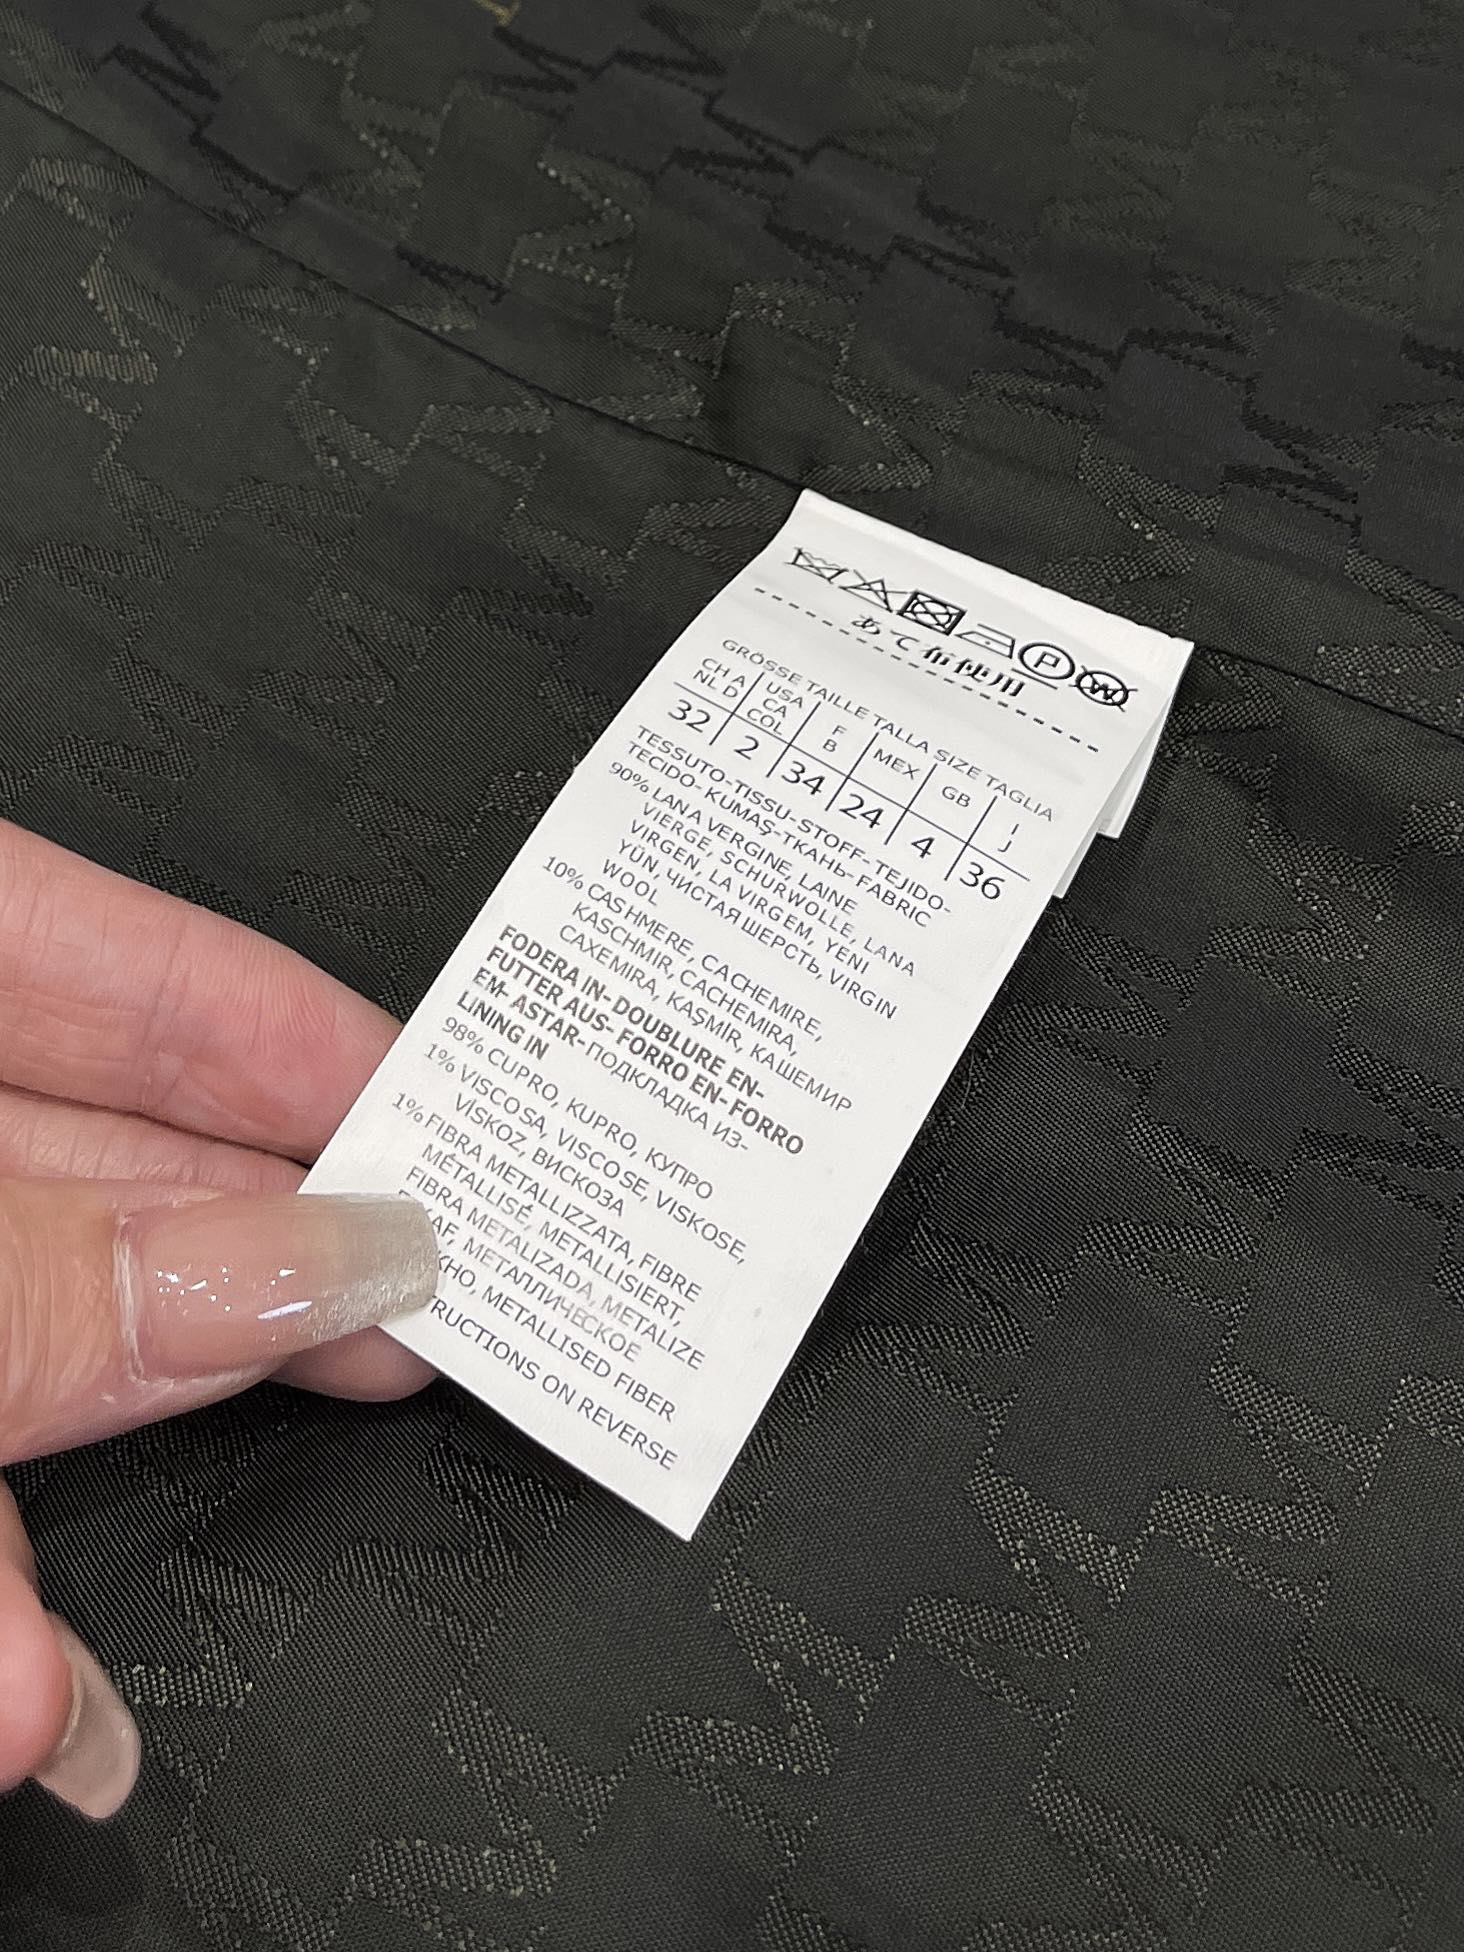 P W
あて布使用
GRÖSSE TAILLE TALLA SIZE TAGLIA
CH A NL D | USA CA COL | F B | MEX | GB | I J
32 | 2 | 34 | 24 | 4 | 36
TESSUTO-TISSU-STOFF-TEJIDO-
TECIDO-KUMAŞ-ТКАНЬ-FABRIC
90% LANA VERGINE, LAINE
VIERGE, SCHURWOLLE, LANA
VIRGEN, LA VIRGEM, YENI
YÜN, ЧИСТАЯ ШЕРСТЬ, VIRGIN
WOOL
10% CASHMERE, CACHEMIRE,
KASCHMIR, CACHEMIRA,
CAXEMIRA, KAŞMİR, КАШЕМИР
FODERA IN-DOUBLURE EN-
FUTTER AUS-FORRO EN-FORRO
EM-ASTAR-ПОДКЛАДКА ИЗ-
LINING IN
98% CUPRO, KUPRO, КУПРО
1% VISCOSA, VISCOSE, VISKOSE,
VİSKOZ, ВИСКОЗА
1% FIBRA METALLIZZATA, FIBRE
MÉTALLISÉ, METALLISIERT,
FIBRA METALIZADA, METALIZE
МЕТАЛЛИЧЕСКОЕ
METALLISED FIBER
ON REVERSE